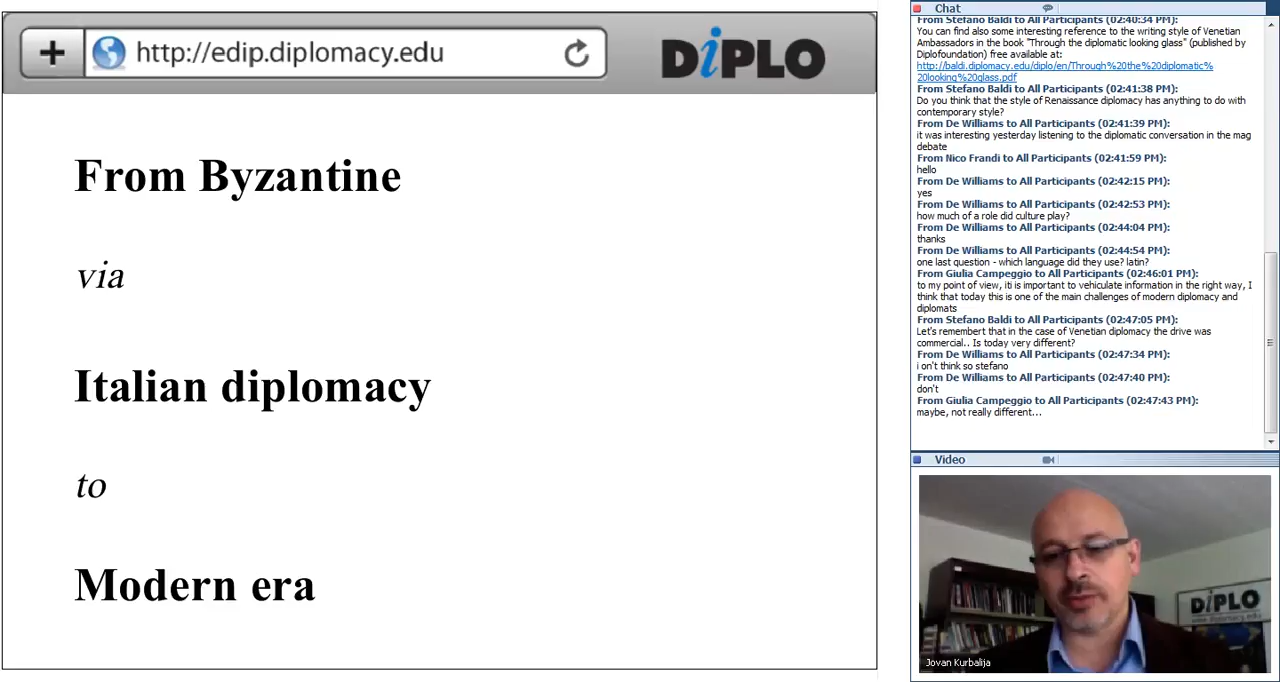 +
http://edip.diplomacy.edu
DiPLO
From Byzantine
via
Italian diplomacy
to
Modern era
Chat
From Stefano Baldi to All Participants (02:40:34 PM):
You can find also some interesting reference to the writing style of Venetian
Ambassadors in the book "Through the diplomatic looking glass" (published by
Diplofoundation) free available at:
http://baldi.diplomacy.edu/diplo/en/Through%20the%20diplomatic%
20looking%20glass.pdf
From Stefano Baldi to All Participants (02:41:38 PM):
Do you think that the style of Renaissance diplomacy has anything to do with
contemporary style?
From De Williams to All Participants (02:41:39 PM):
it was interesting yesterday listening to the diplomatic conversation in the mag
debate
From Nico Frandi to All Participants (02:41:59 PM):
hello
From De Williams to All Participants (02:42:15 PM):
yes
From De Williams to All Participants (02:42:53 PM):
how much of a role did culture play?
From De Williams to All Participants (02:44:04 PM):
thanks
From De Williams to All Participants (02:44:54 PM):
one last question - which language did they use? latin?
From Giulia Campeggio to All Participants (02:46:01 PM):
to my point of view, iti is important to vehiculate information in the right way, I
think that today this is one of the main challenges of modern diplomacy and
diplomats
From Stefano Baldi to All Participants (02:47:05 PM):
Let's remembert that in the case of Venetian diplomacy the drive was
commercial.. Is today very different?
From De Williams to All Participants (02:47:34 PM):
i on't think so stefano
From De Williams to All Participants (02:47:40 PM):
don't
From Giulia Campeggio to All Participants (02:47:43 PM):
maybe, not really different...
Video
DiPLO
www.diplomacy.edu
Jovan Kurbalija